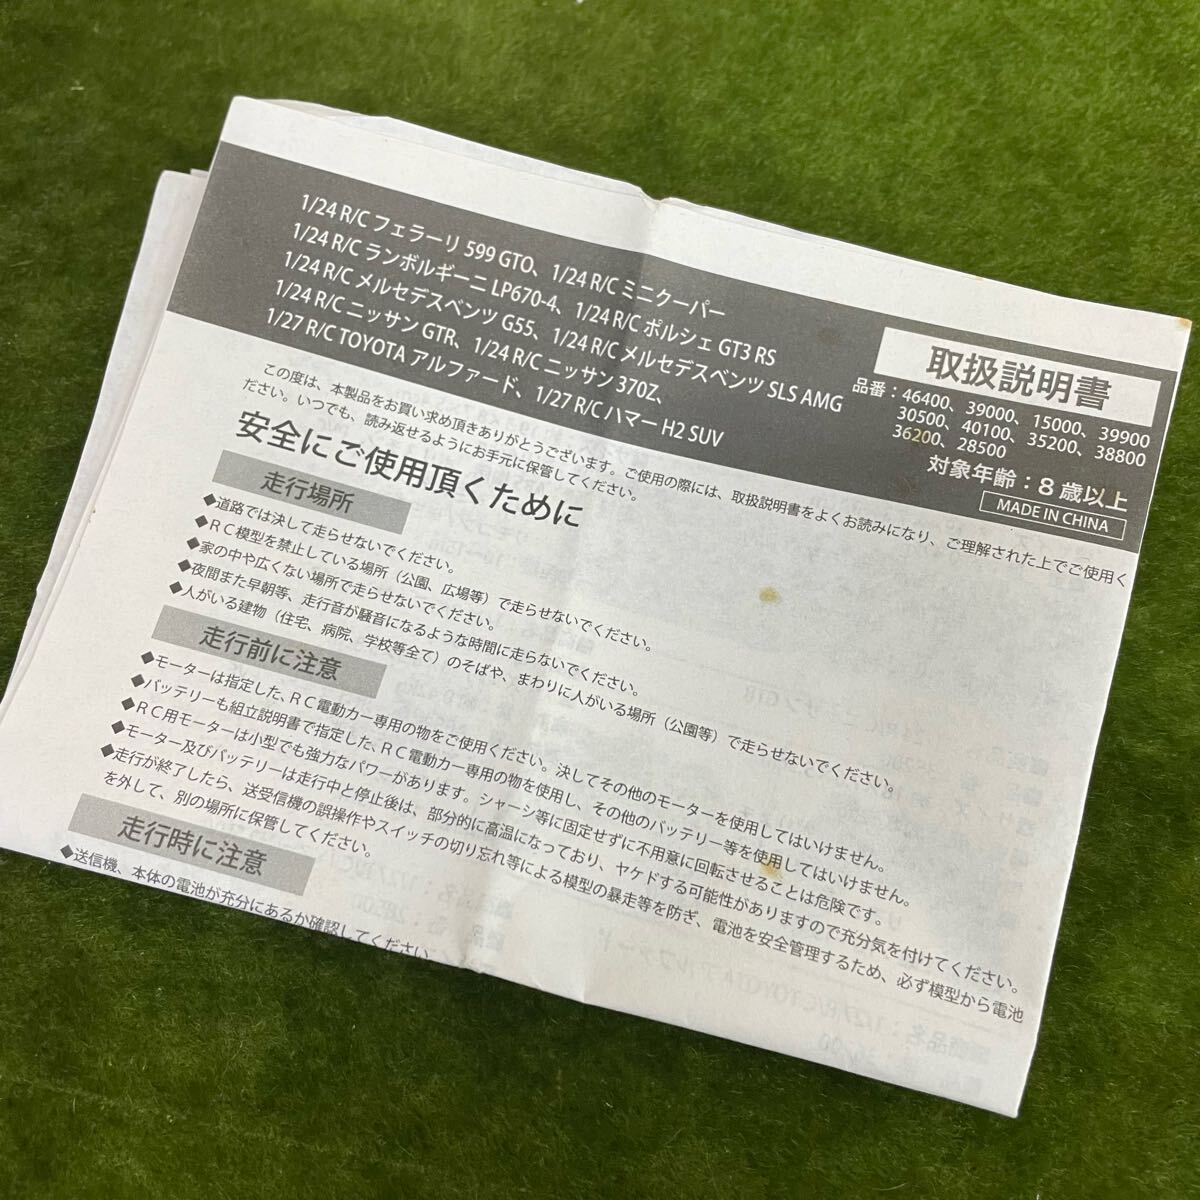 1/24 R/C フェラーリ 599 GTO、1/24 R/C ミニクーパー
1/24 R/C ランボルギーニ LP670-4、1/24 R/C ポルシェ GT3 RS
1/24 R/C メルセデスベンツ G55、1/24 R/C メルセデスベンツ SLS AMG
1/24 R/C ニッサン GTR、1/24 R/C ニッサン 370Z、
1/27 R/C TOYOTA アルファード、1/27 R/C ハマー H2 SUV
取扱説明書
品番：46400、39000、15000、39900
30500、40100、35200、38800
36200、28500
対象年齢：8 歳以上
MADE IN CHINA
この度は、本製品をお買い求め頂きありがとうございます。ご使用の際には、取扱説明書をよくお読みになり、ご理解された上でご使用く
ださい。いつでも、読み返せるようにお手元に保管してください。
安全にご使用頂くために
走行場所
◆道路では決して走らせないでください。
◆ＲＣ模型を禁止している場所（公園、広場等）で走らせないでください。
◆家の中や広くない場所で走らせないでください。
◆夜間また早朝等、走行音が騒音になるような時間に走らないでください。
◆人がいる建物（住宅、病院、学校等全て）のそばや、まわりに人がいる場所（公園等）で走らせないでください。
走行前に注意
◆モーターは指定した、ＲＣ電動カー専用の物をご使用ください。決してその他のモーターを使用してはいけません。
◆バッテリーも組立説明書で指定した、ＲＣ電動カー専用の物を使用し、その他のバッテリー等を使用してはいけません。
◆ＲＣ用モーターは小型でも強力なパワーがあります。シャーシ等に固定せずに不用意に回転させることは危険です。
◆モーター及びバッテリーは走行中と停止後は、部分的に高温になっており、ヤケドする可能性がありますので充分気を付けてください。
◆走行が終了したら、送受信機の誤操作やスイッチの切り忘れ等による模型の暴走等を防ぎ、電池を安全管理するため、必ず模型から電池
を外して、別の場所に保管してください。
走行時に注意
◆送信機、本体の電池が充分にあるか確認してください。